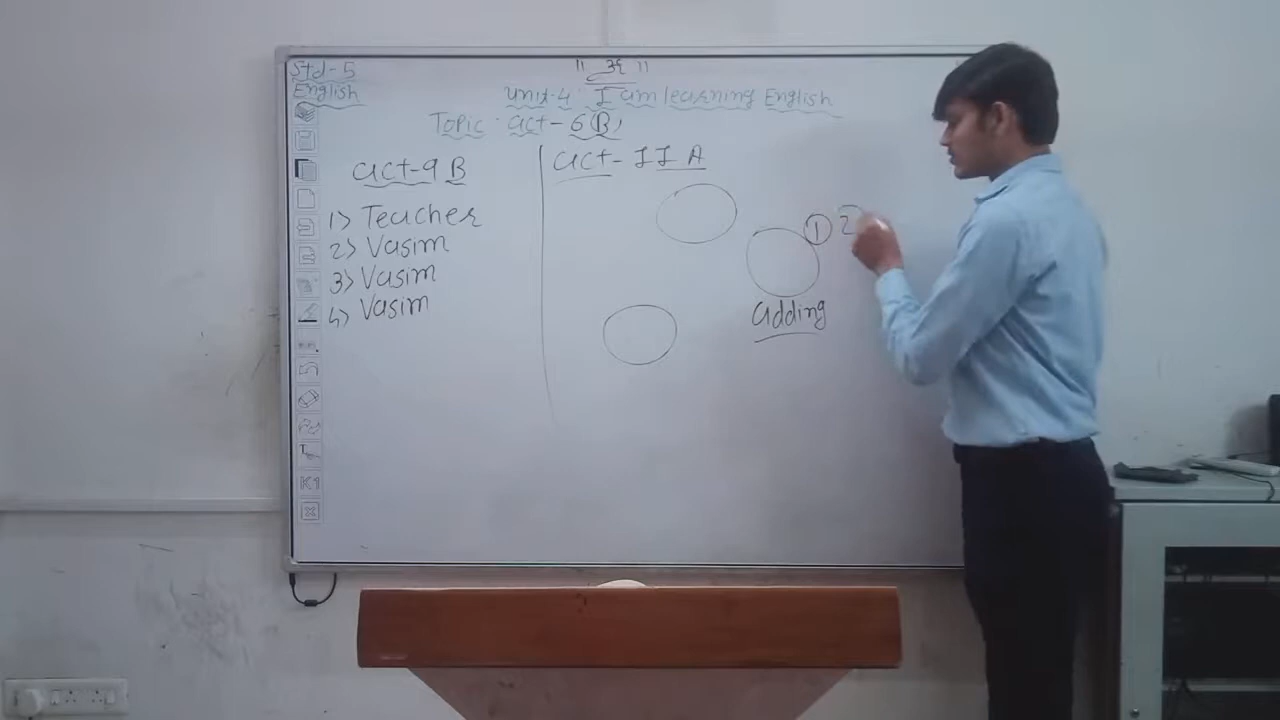 Std-5
English
" ૐ "
Unit-4: I am learning English
Topic: act-6(B)
act-9 B
1> Teacher
2> Vasim
3> Vasim
4> Vasim
act-II A
1 2
adding
K1